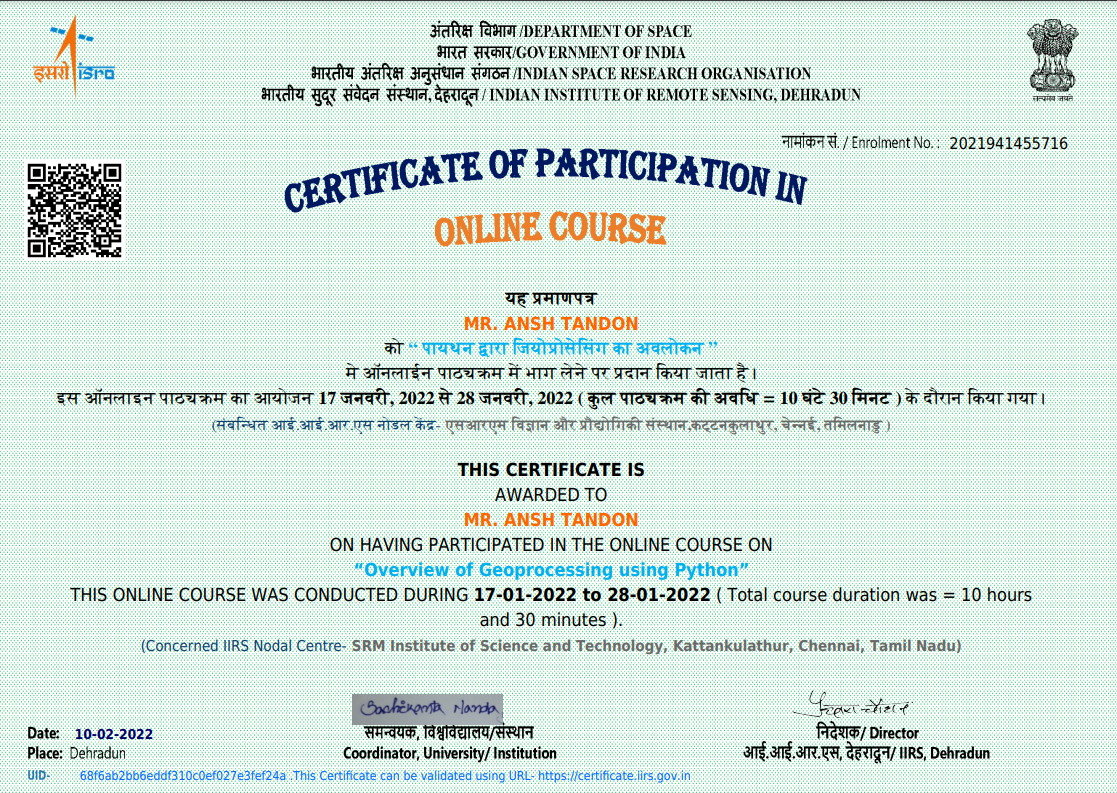 इसरो isro
अंतरिक्ष विभाग /DEPARTMENT OF SPACE
भारत सरकार/GOVERNMENT OF INDIA
भारतीय अंतरिक्ष अनुसंधान संगठन /INDIAN SPACE RESEARCH ORGANISATION
भारतीय सुदूर संवेदन संस्थान, देहरादून / INDIAN INSTITUTE OF REMOTE SENSING, DEHRADUN
सत्यमेव जयते
नामांकन सं. / Enrolment No. : 2021941455716
CERTIFICATE OF PARTICIPATION IN
ONLINE COURSE
यह प्रमाणपत्र
MR. ANSH TANDON
को “ पायथन द्वारा जियोप्रोसेसिंग का अवलोकन ”
मे ऑनलाईन पाठ्यक्रम में भाग लेने पर प्रदान किया जाता है ।
इस ऑनलाइन पाठ्यक्रम का आयोजन 17 जनवरी, 2022 से 28 जनवरी, 2022 ( कुल पाठ्यक्रम की अवधि = 10 घंटे 30 मिनट ) के दौरान किया गया ।
(संबन्धित आई.आई.आर.एस नोडल केंद्र- एसआरएम विज्ञान और प्रौद्योगिकी संस्थान,कट्टनकुलाथुर, चेन्नई, तमिलनाडु )
THIS CERTIFICATE IS
AWARDED TO
MR. ANSH TANDON
ON HAVING PARTICIPATED IN THE ONLINE COURSE ON
“Overview of Geoprocessing using Python”
THIS ONLINE COURSE WAS CONDUCTED DURING 17-01-2022 to 28-01-2022 ( Total course duration was = 10 hours
and 30 minutes ).
(Concerned IIRS Nodal Centre- SRM Institute of Science and Technology, Kattankulathur, Chennai, Tamil Nadu)
Sachikanta Nanda
Date: 10-02-2022
समन्वयक, विश्वविद्यालय/संस्थान
निदेशक/ Director
Place: Dehradun
Coordinator, University/ Institution
आई.आई.आर.एस, देहरादून/ IIRS, Dehradun
UID- 68f6ab2bb6eddf310c0ef027e3fef24a .This Certificate can be validated using URL- https://certificate.iirs.gov.in